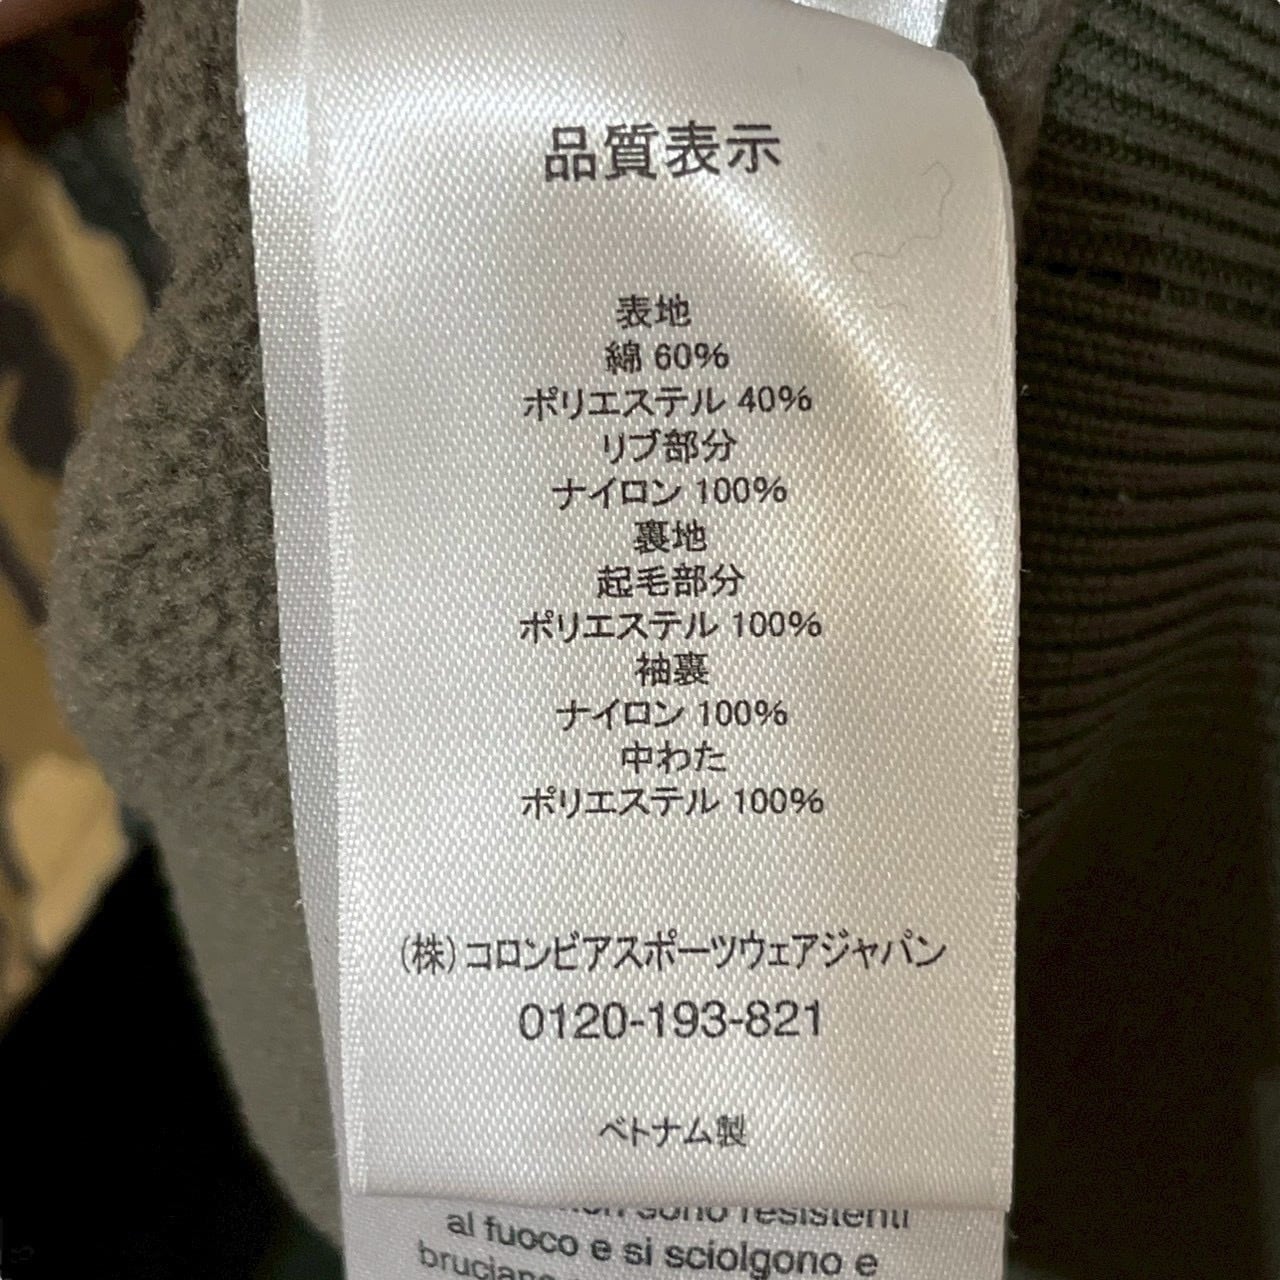 品質表示
表地
綿 60%
ポリエステル 40%
リブ部分
ナイロン 100%
裏地
起毛部分
ポリエステル 100%
袖裏
ナイロン 100%
中わた
ポリエステル 100%
(株)コロンビアスポーツウェアジャパン
0120-193-821
ベトナム製
non sono resistenti
al fuoco e si sciolgono e